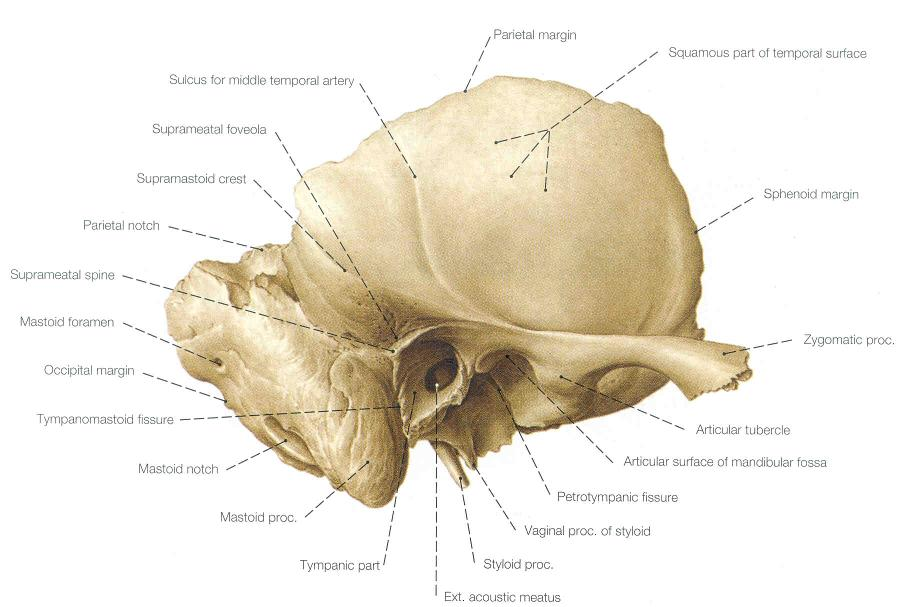 Parietal margin
Squamous part of temporal surface
Sulcus for middle temporal artery
Suprameatal foveola
Supramastoid crest
Sphenoid margin
Parietal notch
Suprameatal spine
Mastoid foramen
Zygomatic proc.
Occipital margin
Tympanomastoid fissure
Articular tubercle
Mastoid notch
Articular surface of mandibular fossa
Petrotympanic fissure
Mastoid proc.
Vaginal proc. of styloid
Tympanic part
Styloid proc.
Ext. acoustic meatus